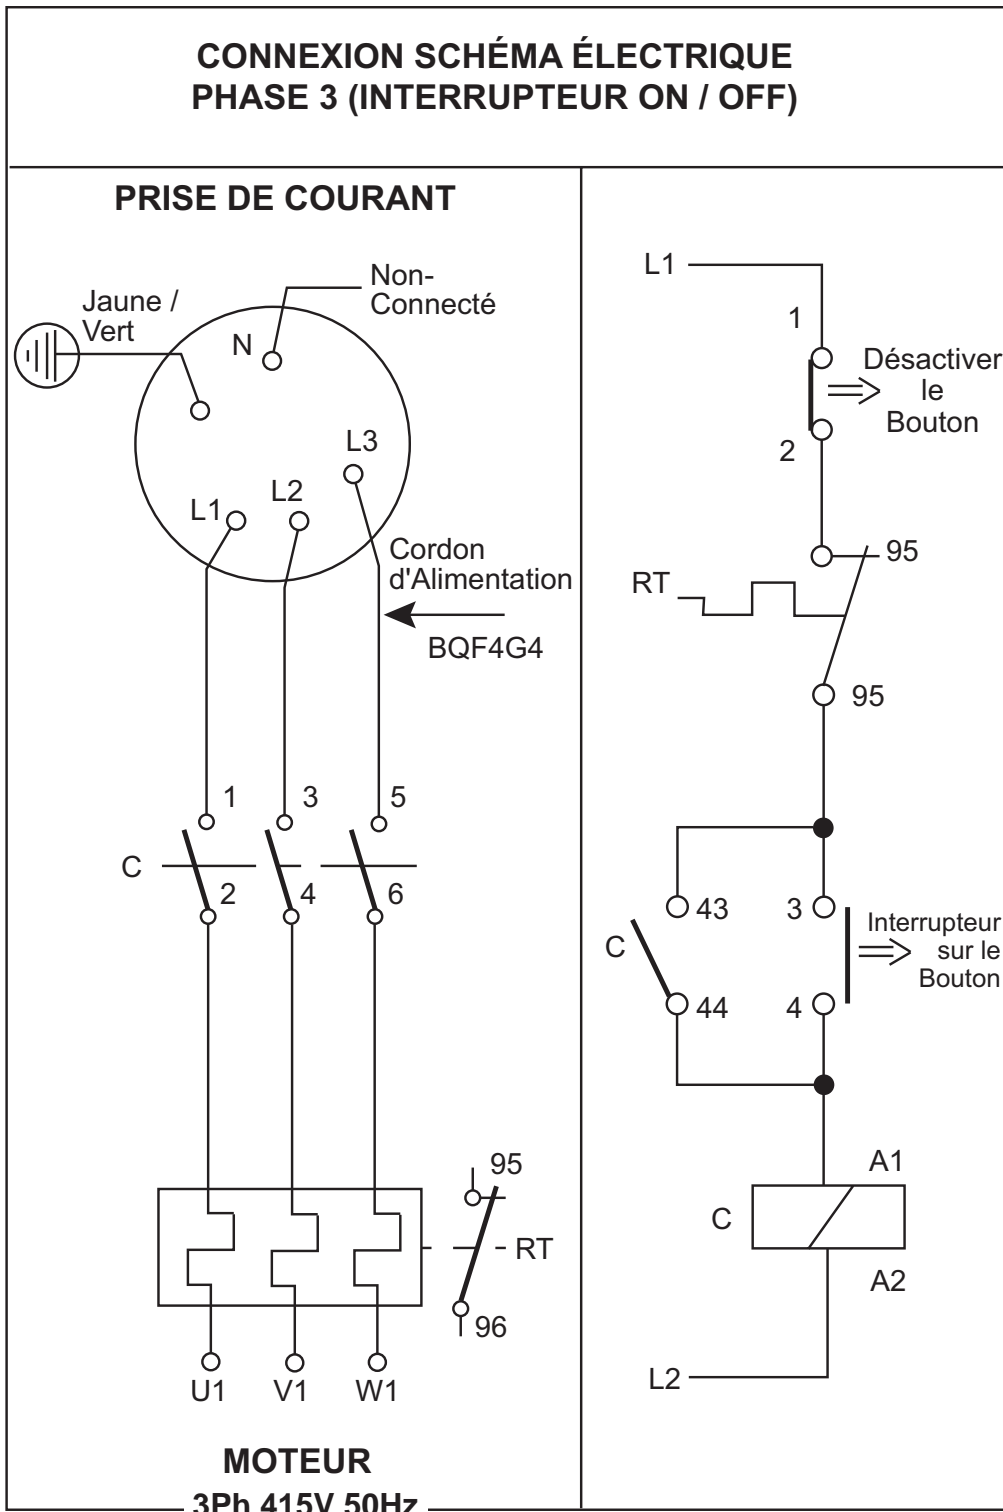 CONNEXION SCHÉMA ÉLECTRIQUE
PHASE 3 (INTERRUPTEUR ON / OFF)
PRISE DE COURANT
Jaune /
Vert
Non-
Connecté
N
L1
L2
L3
Cordon
d'Alimentation
BQF4G4
1
3
5
C
2
4
6
95
RT
96
U1
V1
W1
MOTEUR
3Ph 415V 50Hz
L1
1
Désactiver
le
Bouton
2
95
RT
95
43
3
C
Interrupteur
sur le
Bouton
44
4
A1
C
A2
L2